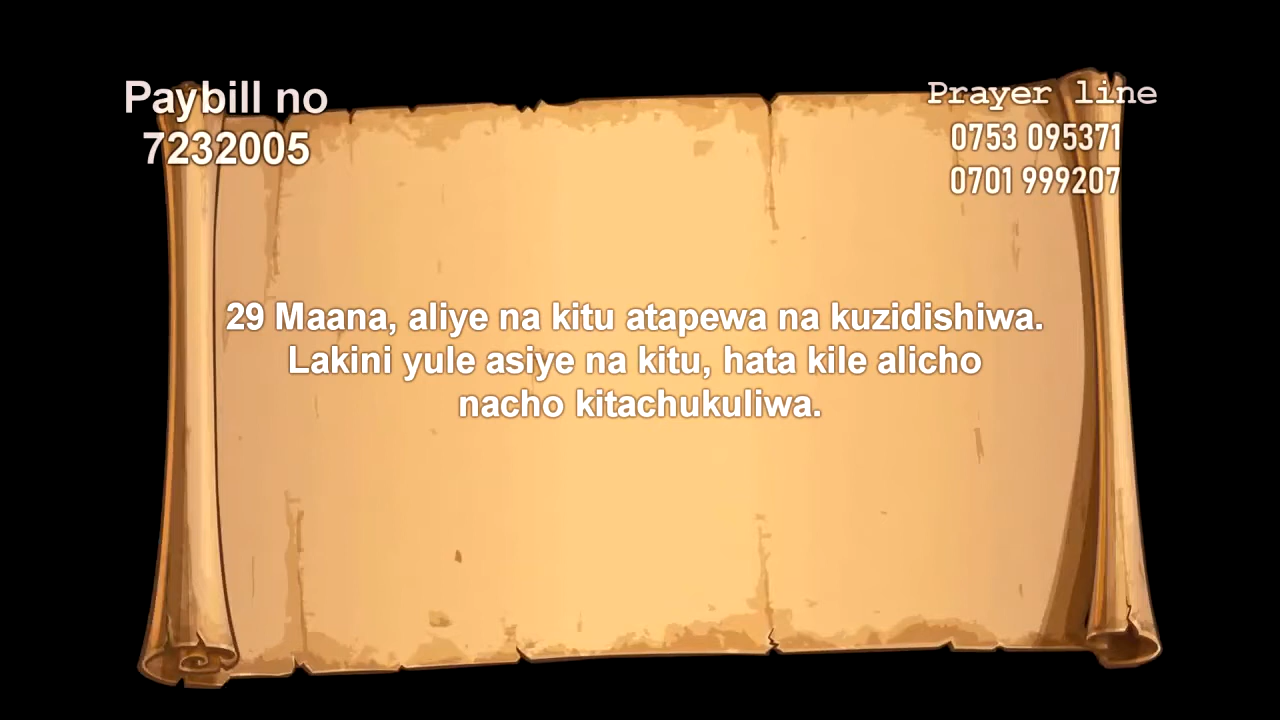 Paybill no
7232005
Prayer line
0753 095371
0701 999207
29 Maana, aliye na kitu atapewa na kuzidishiwa.
Lakini yule asiye na kitu, hata kile alicho
nacho kitachukuliwa.